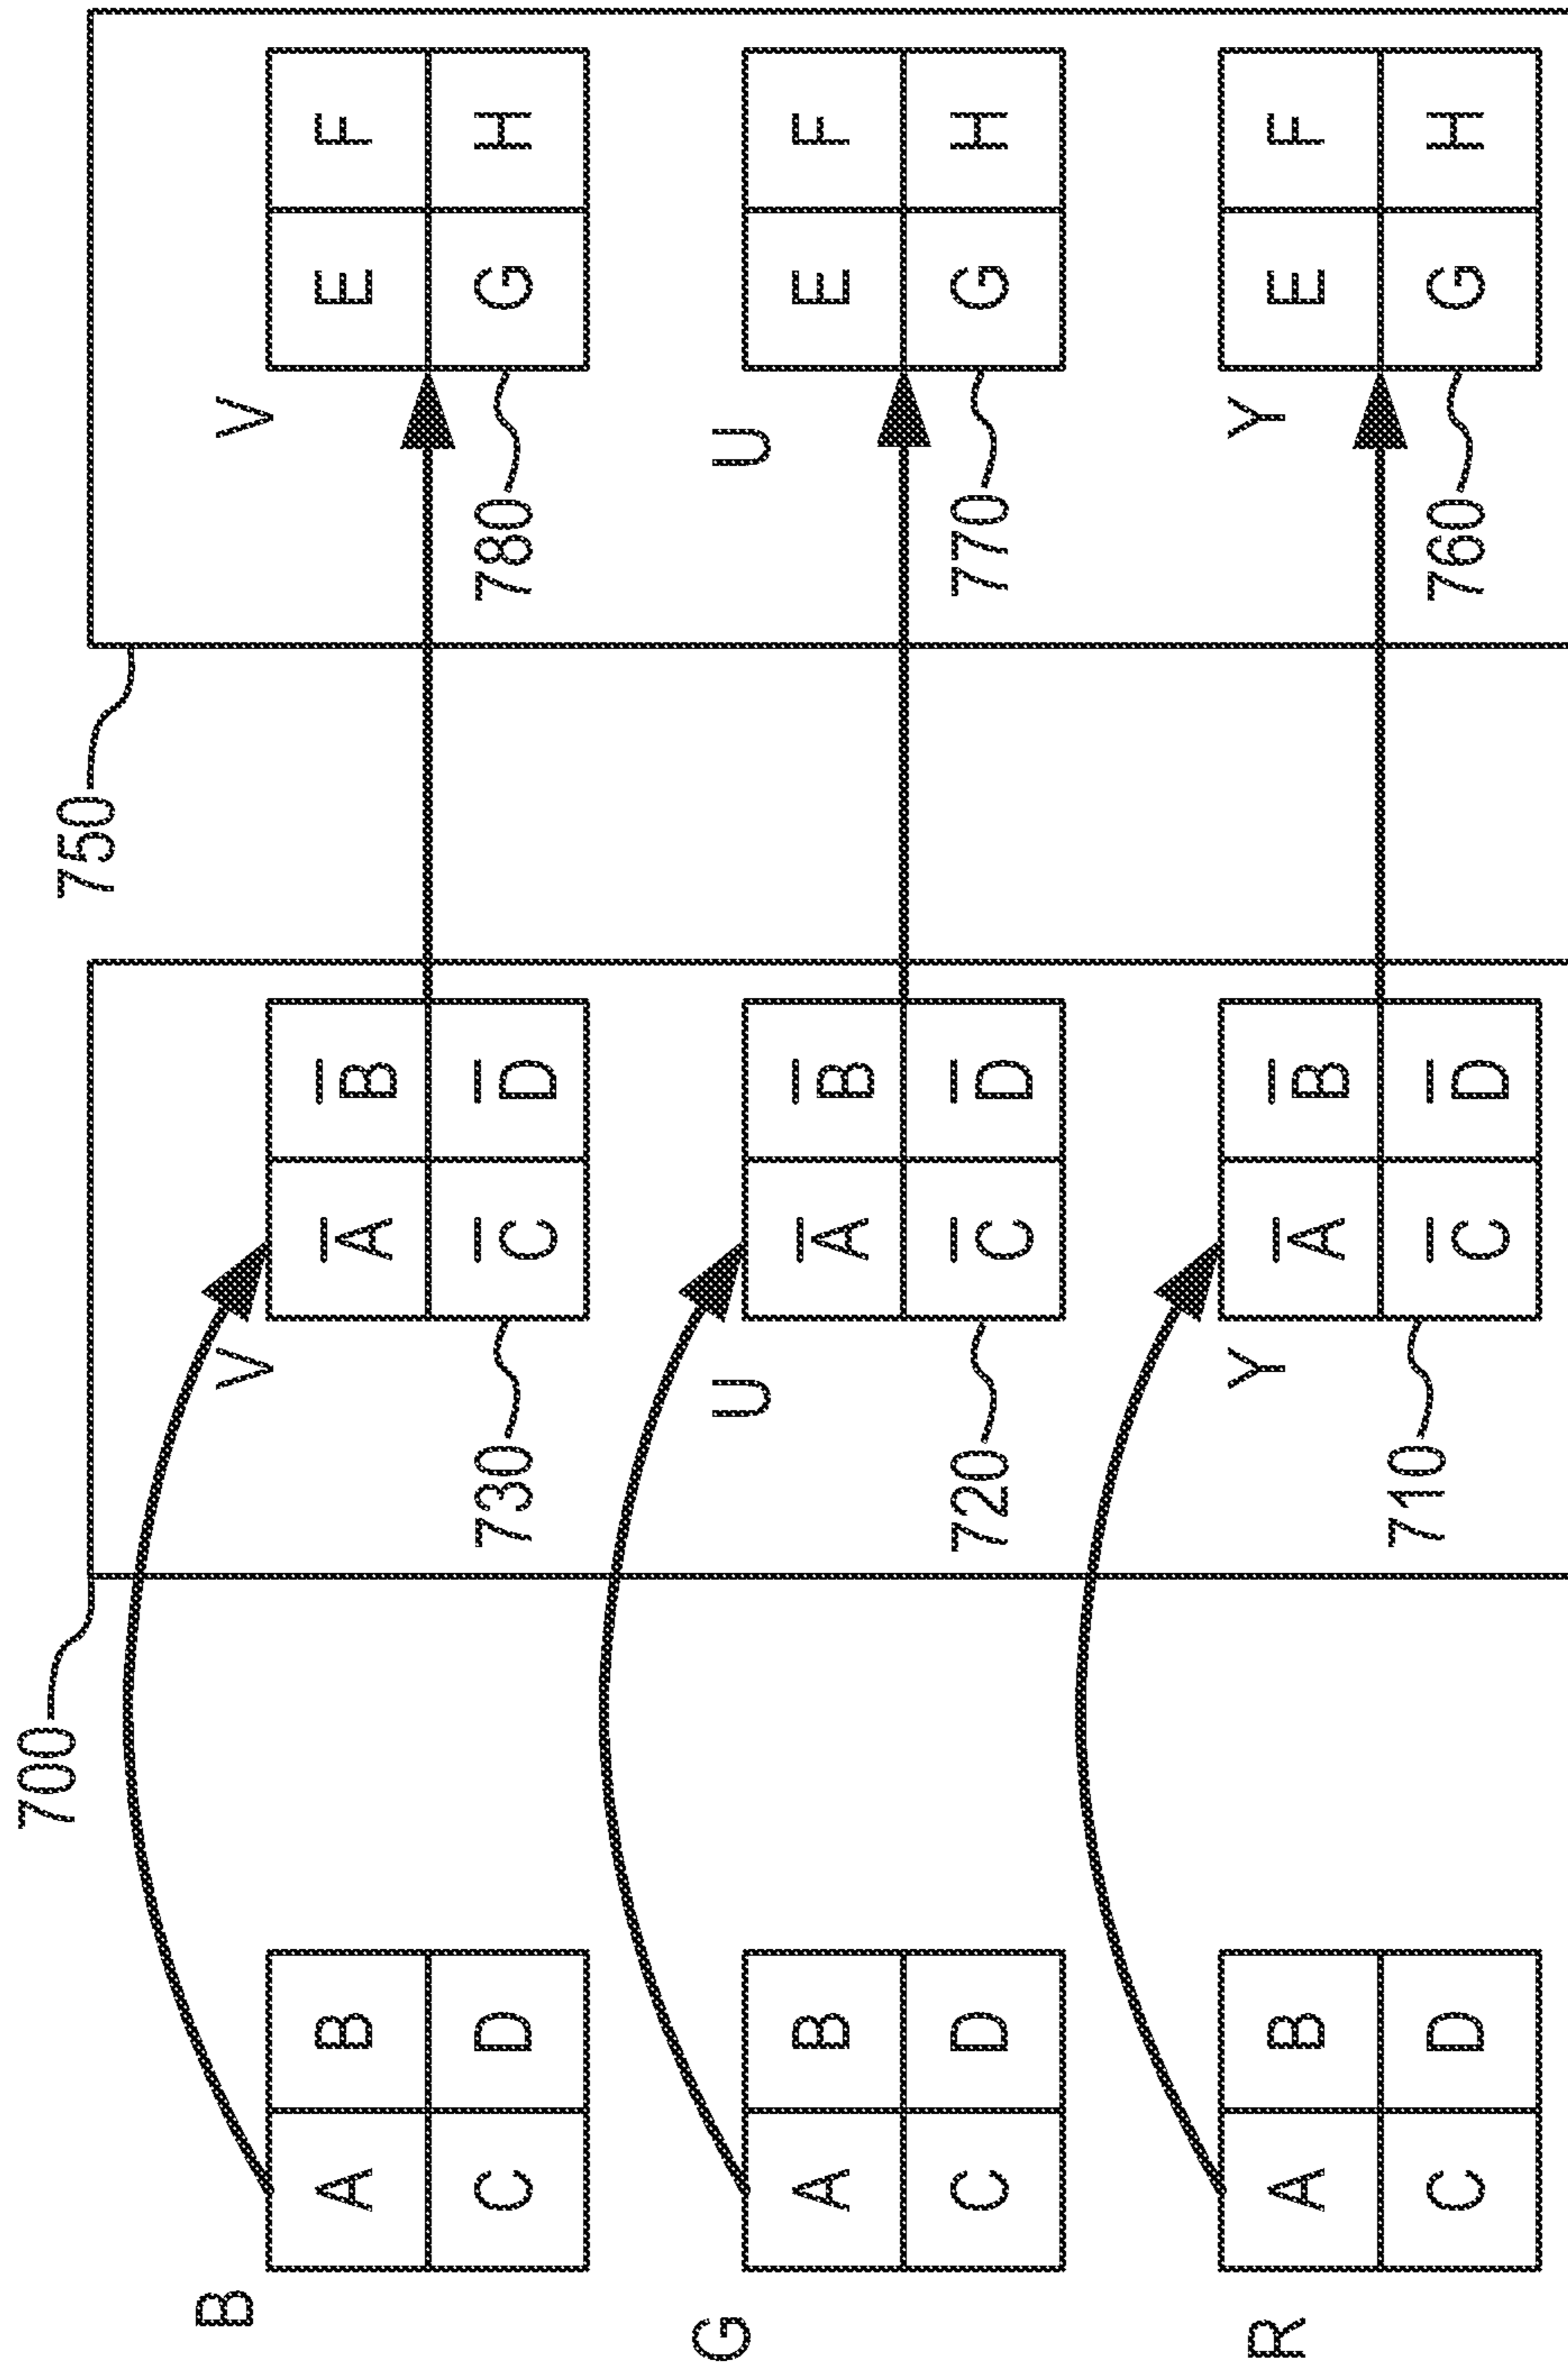 700
750
B V V
A B A̅ B̅ E F
C D 730 C̅ D̅ 780 G H
G U U
A B A̅ B̅ E F
C D 720 C̅ D̅ 770 G H
R Y Y
A B A̅ B̅ E F
C D 710 C̅ D̅ 760 G H